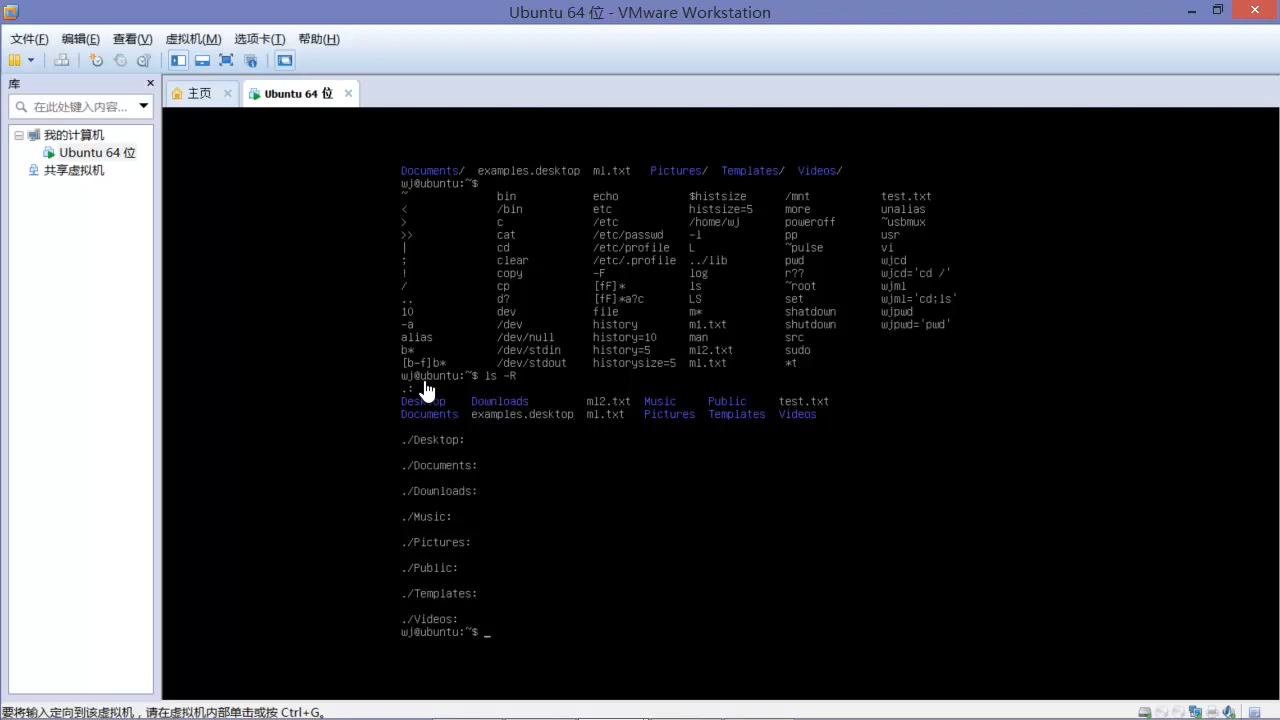 Ubuntu 64 位 - VMware Workstation
文件(F) 编辑(E) 查看(V) 虚拟机(M) 选项卡(T) 帮助(H)
库
主页 Ubuntu 64 位
在此处键入内容...
我的计算机
Ubuntu 64 位
共享虚拟机
Documents/ examples.desktop ml.txt Pictures/ Templates/ Videos/
wj@ubuntu:~$
~ bin echo $histsize /mnt test.txt
< /bin etc histsize=5 more unalias
> c /etc /home/wj poweroff ~usbmux
>> cat /etc/passwd -l pp usr
| cd /etc/profile L ~pulse vi
; clear /etc/.profile ../lib pwd wjcd
! copy -F log r?? wjcd='cd /'
/ cp [fF]* ls ~root wjml
.. d? [fF]*a?c LS set wjml='cd;ls'
10 dev file m* shatdown wjpwd
-a /dev history m1.txt shutdown wjpwd='pwd'
alias /dev/null history=10 man src
b* /dev/stdin history=5 ml2.txt sudo
[b-f]b* /dev/stdout historysize=5 ml.txt *t
wj@ubuntu:~$ ls -R
.:
Desktop Downloads ml2.txt Music Public test.txt
Documents examples.desktop ml.txt Pictures Templates Videos
./Desktop:
./Documents:
./Downloads:
./Music:
./Pictures:
./Public:
./Templates:
./Videos:
wj@ubuntu:~$ _
要将输入定向到该虚拟机，请在虚拟机内部单击或按 Ctrl+G。